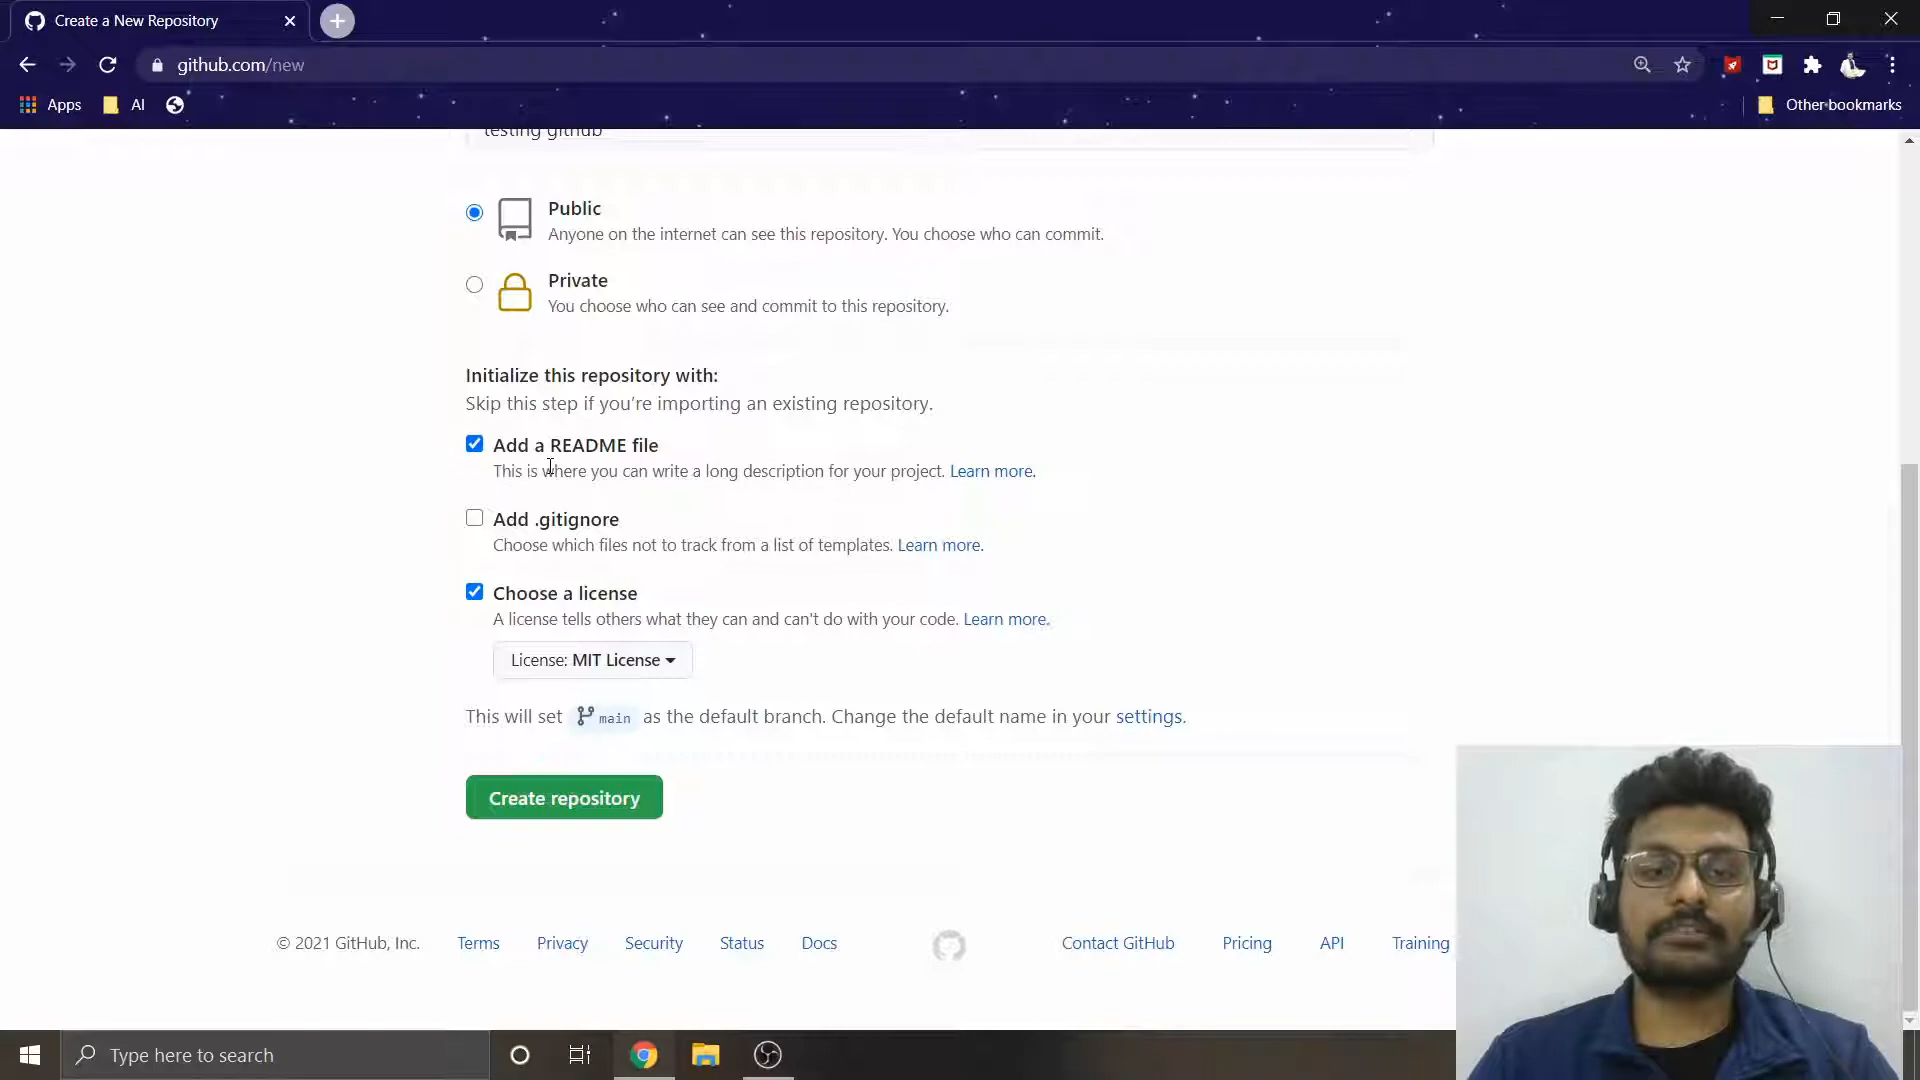 Create a New Repository
github.com/new
Apps
AI
Other bookmarks
testing github
Public
Anyone on the internet can see this repository. You choose who can commit.
Private
You choose who can see and commit to this repository.
Initialize this repository with:
Skip this step if you're importing an existing repository.
Add a README file
This is where you can write a long description for your project. Learn more.
Add .gitignore
Choose which files not to track from a list of templates. Learn more.
Choose a license
A license tells others what they can and can't do with your code. Learn more.
License: MIT License
This will set main as the default branch. Change the default name in your settings.
Create repository
© 2021 GitHub, Inc. Terms Privacy Security Status Docs Contact GitHub Pricing API Training
Type here to search